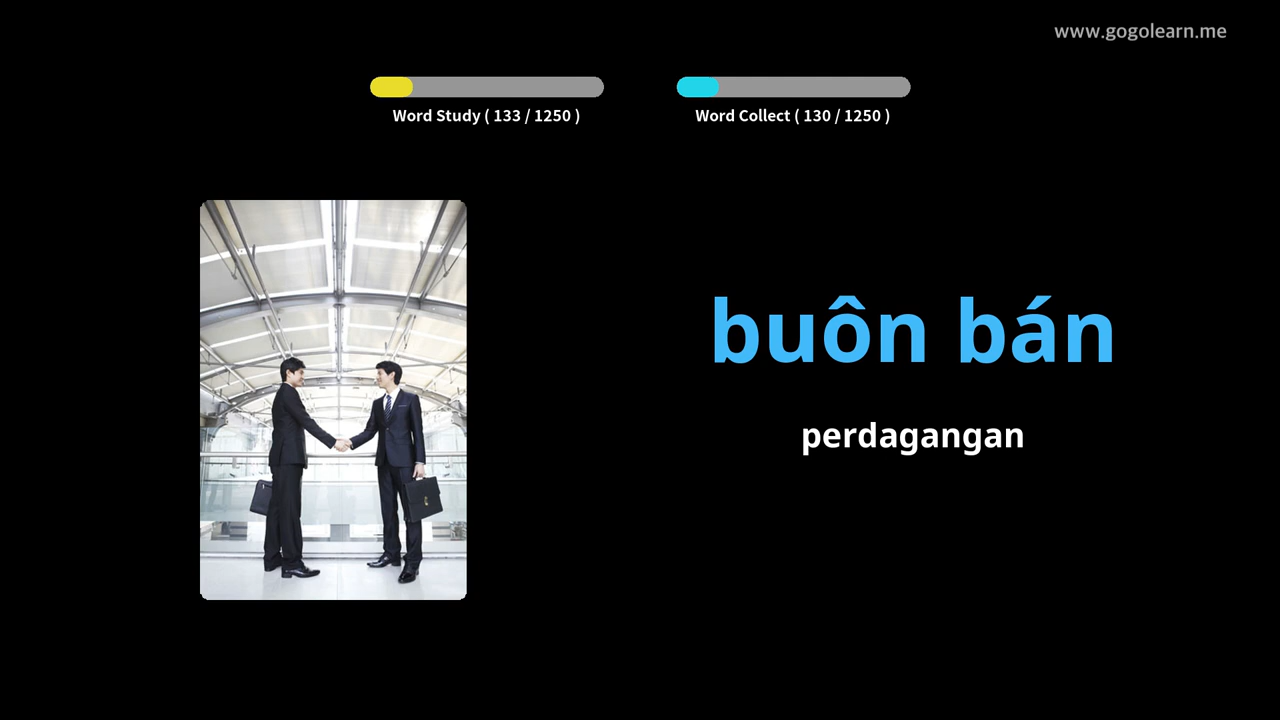 www.gogolearn.me
Word Study ( 133 / 1250 )
Word Collect ( 130 / 1250 )
buôn bán
perdagangan